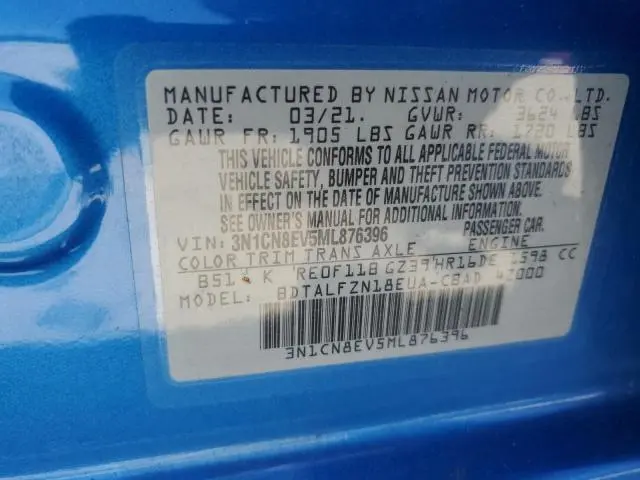 MANUFACTURED BY NISSAN MOTOR CO.,LTD.
DATE: 03/21. GVWR: 3624 LBS
GAWR FR: 1905 LBS GAWR RR: 1720 LBS
THIS VEHICLE CONFORMS TO ALL APPLICABLE FEDERAL MOTOR
VEHICLE SAFETY, BUMPER AND THEFT PREVENTION STANDARDS
IN EFFECT ON THE DATE OF MANUFACTURE SHOWN ABOVE.
SEE OWNER'S MANUAL FOR ADDITIONAL INFORMATION.
VIN: 3N1CN8EV5ML876396 PASSENGER CAR.
COLOR TRIM TRANS AXLE ENGINE
K RE0F11B GZ39 HR16DE 1598 CC
MODEL: BDTALFZN18EUA-CBAD
3N1CN8EV5ML876396